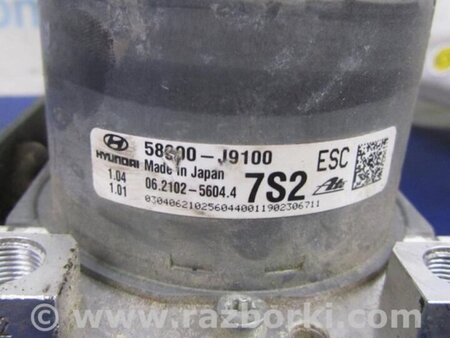 HYUNDAI 58900-J9100 ESC
Made in Japan
1.04
1.01 06.2102-5604.4 7S2 Ate
0304062102560440011902306711
© www.razborki.com